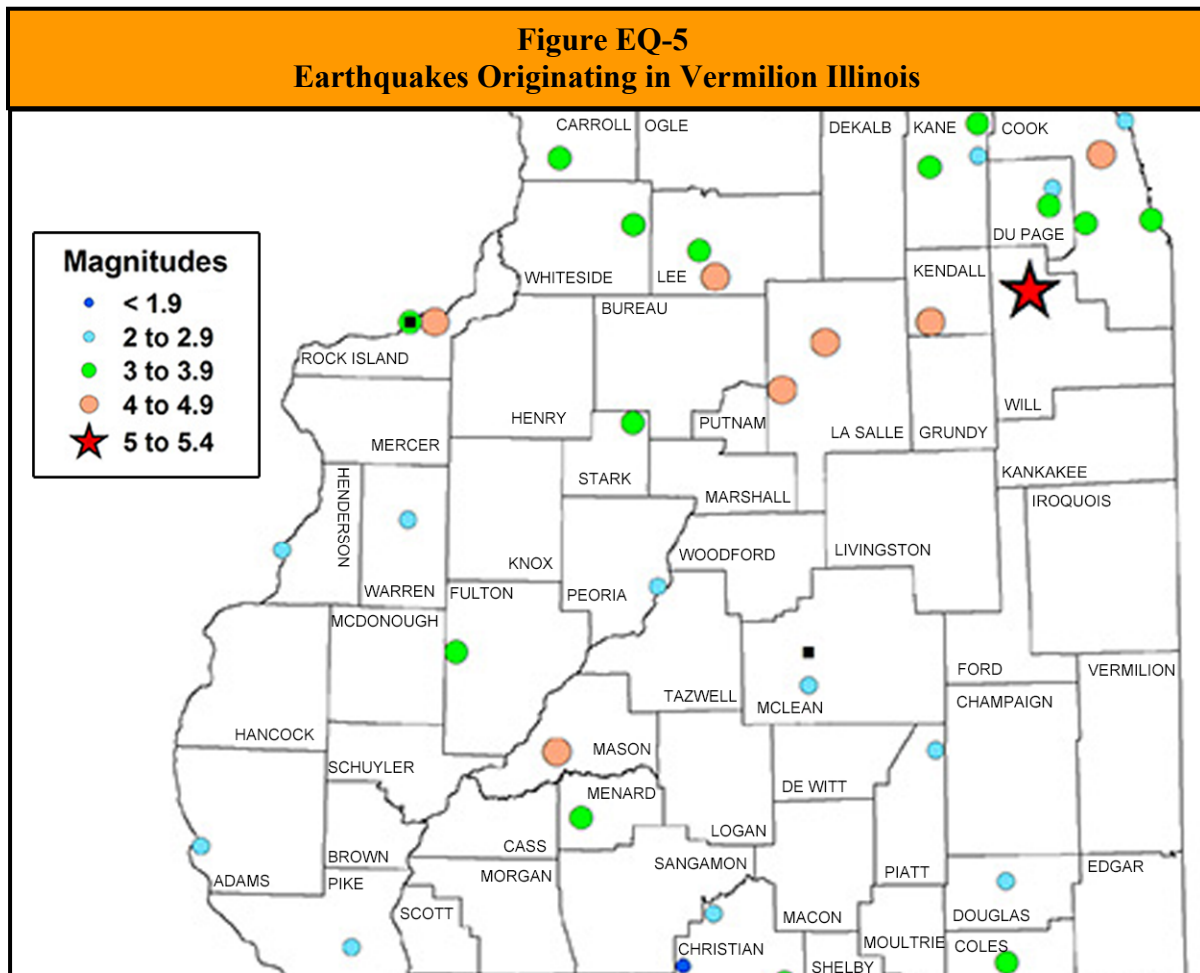 Figure EQ-5
Earthquakes Originating in Vermilion Illinois
CARROLL
OGLE
DEKALB
KANE
COOK
DU PAGE
WHITESIDE
LEE
KENDALL
Magnitudes
< 1.9
2 to 2.9
3 to 3.9
4 to 4.9
5 to 5.4
BUREAU
ROCK ISLAND
HENRY
PUTNAM
LA SALLE
GRUNDY
WILL
MERCER
STARK
MARSHALL
KANKAKEE
IROQUOIS
HENDERSON
WARREN
KNOX
PEORIA
WOODFORD
LIVINGSTON
FULTON
MCDONOUGH
TAZWELL
MCLEAN
FORD
VERMILION
CHAMPAIGN
HANCOCK
SCHUYLER
MASON
DE WITT
MENARD
LOGAN
CASS
BROWN
SANGAMON
PIATT
EDGAR
ADAMS
PIKE
MORGAN
SCOTT
MACON
DOUGLAS
CHRISTIAN
MOULTRIE
COLES
SHELBY